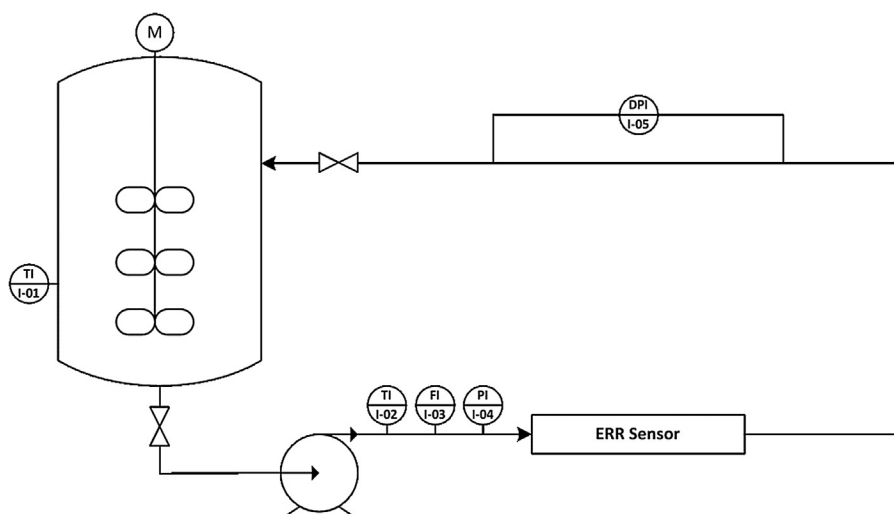 M
DPI
I-05
TI
I-01
TI
I-02
FI
I-03
PI
I-04
ERR Sensor